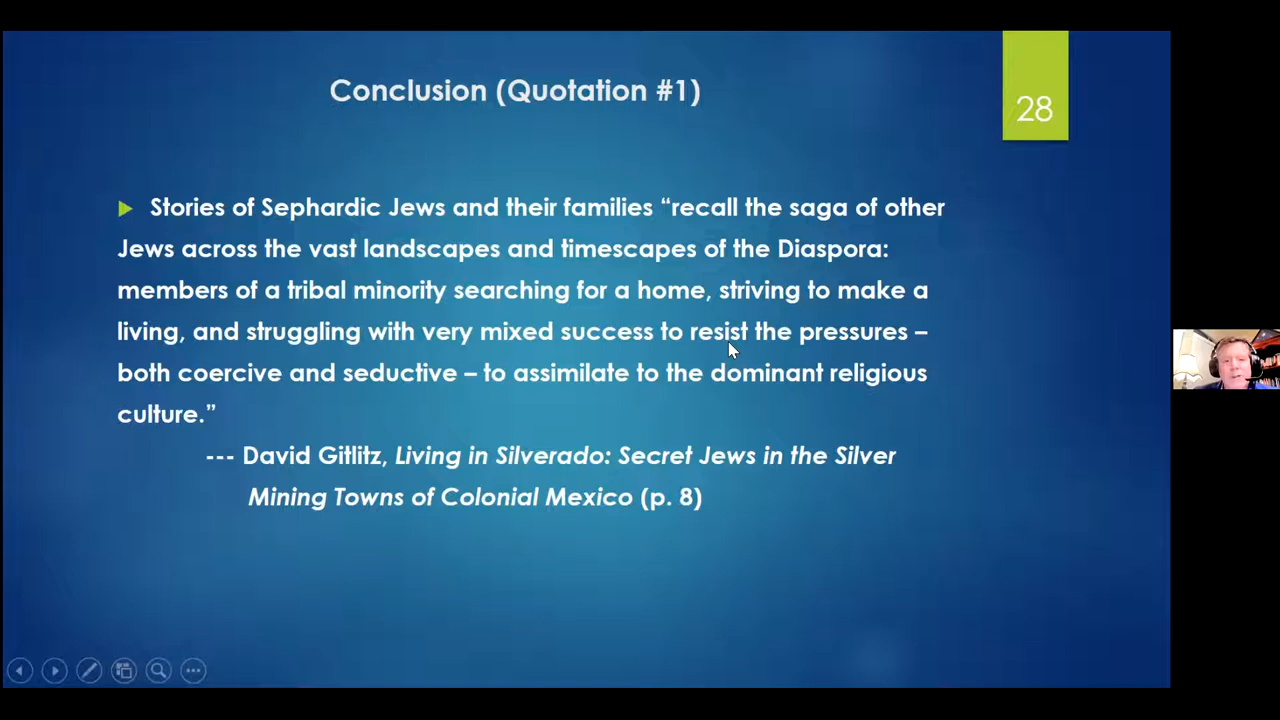 Conclusion (Quotation #1)
28
Stories of Sephardic Jews and their families “recall the saga of other
Jews across the vast landscapes and timescapes of the Diaspora:
members of a tribal minority searching for a home, striving to make a
living, and struggling with very mixed success to resist the pressures –
both coercive and seductive – to assimilate to the dominant religious
culture.”
--- David Gitlitz, Living in Silverado: Secret Jews in the Silver
Mining Towns of Colonial Mexico (p. 8)